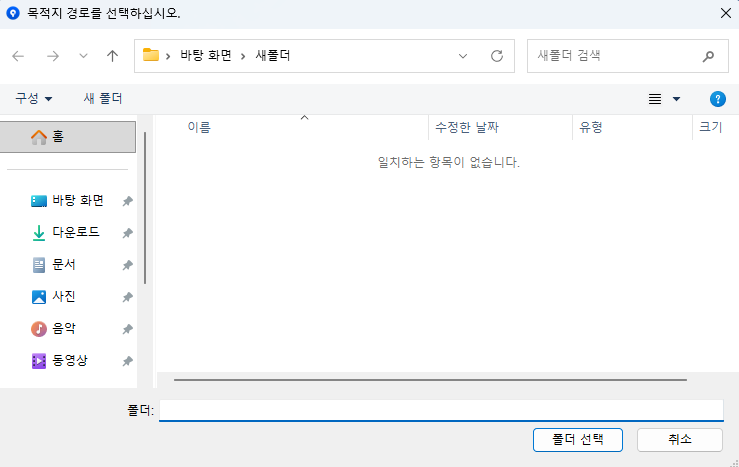 목적지 경로를 선택하십시오.
바탕 화면 새폴더 새폴더 검색
구성 새 폴더
이름 수정한 날짜 유형 크기
일치하는 항목이 없습니다.
홈
바탕 화면
다운로드
문서
사진
음악
동영상
폴더:
폴더 선택 취소